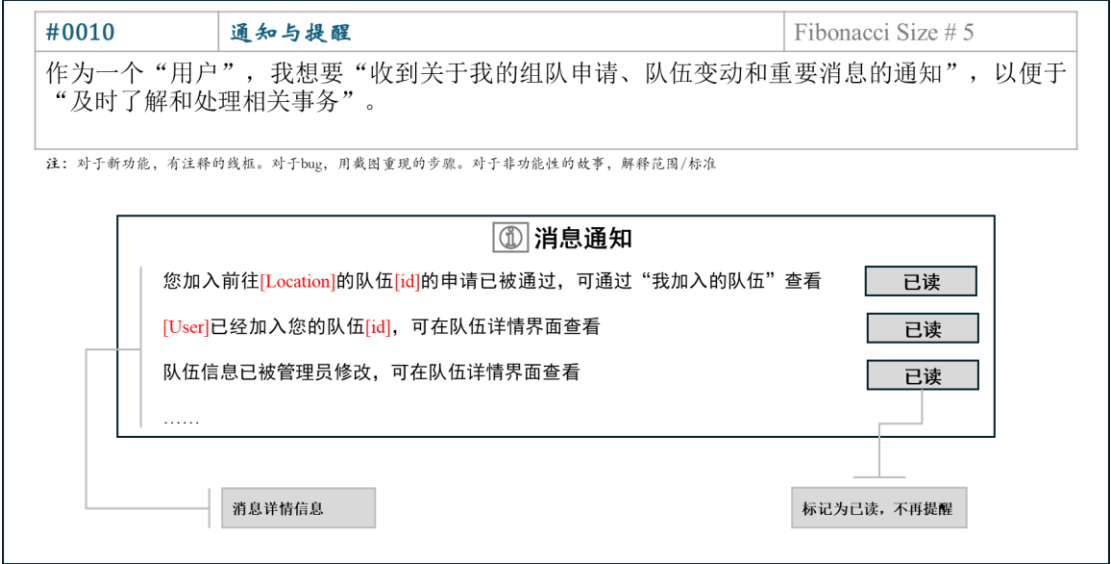 #0010 通知与提醒 Fibonacci Size # 5
作为一个“用户”，我想要“收到关于我的组队申请、队伍变动和重要消息的通知”，以便于
“及时了解和处理相关事务”。
注：对于新功能，有注释的线框。对于bug，用截图重现的步骤。对于非功能性的故事，解释范围/标准
消息通知
您加入前往[Location]的队伍[id]的申请已被通过，可通过“我加入的队伍”查看 已读
[User]已经加入您的队伍[id]，可在队伍详情界面查看 已读
队伍信息已被管理员修改，可在队伍详情界面查看 已读
……
消息详情信息 标记为已读，不再提醒